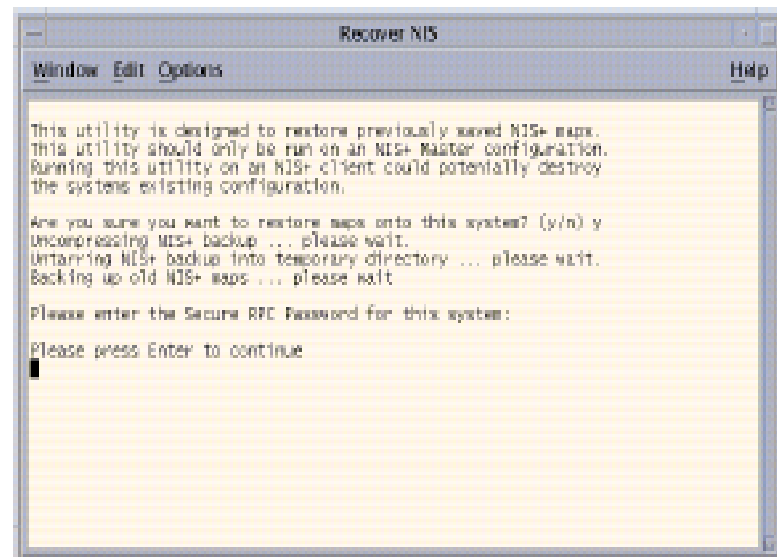 Recover NIS
Window Edit Options Help
This utility is designed to restore previously saved NIS+ maps.
This utility should only be run on an NIS+ Master configuration.
Running this utility on an NIS+ client could potenially destroy
the systems existing configuration.
Are you sure you want to restore maps onto this system? (y/n) y
Uncompressing NIS+ backup ... please wait.
Untarring NIS+ backup into temporary directory ... please wait.
Backing up old NIS+ maps ... please wait
Please enter the Secure RPC Password for this system:
Please press Enter to continue